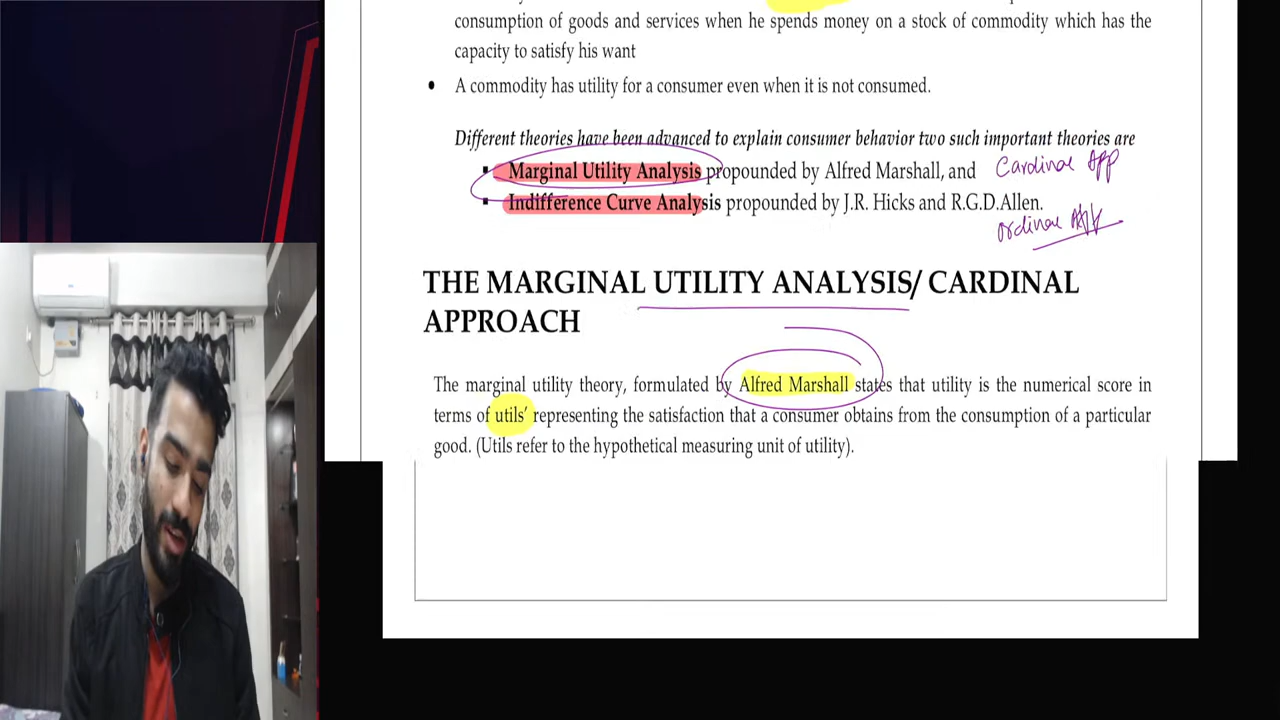 consumption of goods and services when he spends money on a stock of commodity which has the
capacity to satisfy his want
• A commodity has utility for a consumer even when it is not consumed.
Different theories have been advanced to explain consumer behavior two such important theories are
▪ Marginal Utility Analysis propounded by Alfred Marshall, and Cardinal App
▪ Indifference Curve Analysis propounded by J.R. Hicks and R.G.D.Allen.
Ordinal App
THE MARGINAL UTILITY ANALYSIS/ CARDINAL
APPROACH
The marginal utility theory, formulated by Alfred Marshall states that utility is the numerical score in
terms of utils’ representing the satisfaction that a consumer obtains from the consumption of a particular
good. (Utils refer to the hypothetical measuring unit of utility).